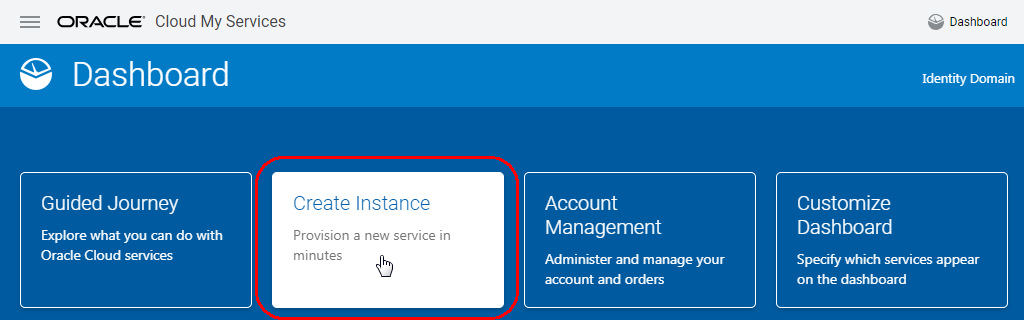 ORACLE Cloud My Services
Dashboard
Dashboard
Identity Domain
Guided Journey
Explore what you can do with
Oracle Cloud services
Create Instance
Provision a new service in
minutes
Account
Management
Administer and manage your
account and orders
Customize
Dashboard
Specify which services appear
on the dashboard